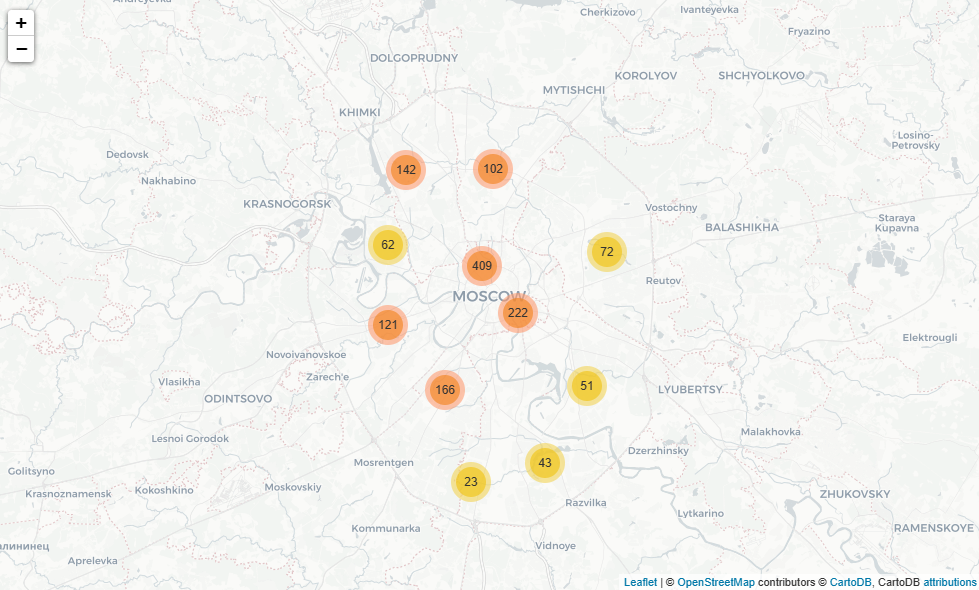 Andreyevka
Cherkizovo
Ivanteyevka
+
−
Fryazino
DOLGOPRUDNY
KOROLYOV
SHCHYOLKOVO
MYTISHCHI
KHIMKI
Losino-
Petrovsky
Dedovsk
142
102
Nakhabino
KRASNOGORSK
Vostochny
Staraya
Kupavna
BALASHIKHA
62
72
409
Reutov
MOSCOW
222
121
Elektrougli
Novoivanovskoe
Zarech'e
Vlasikha
166
51
LYUBERTSY
ODINTSOVO
Malakhovka
Lesnoi Gorodok
Dzerzhinsky
Mosrentgen
43
Golitsyno
23
Moskovskiy
Kokoshkino
Krasnoznamensk
ZHUKOVSKY
Razvilka
Lytkarino
Kommunarka
RAMENSKOYE
Vidnoye
алининец
Aprelevka
Leaflet | © OpenStreetMap contributors © CartoDB, CartoDB attributions